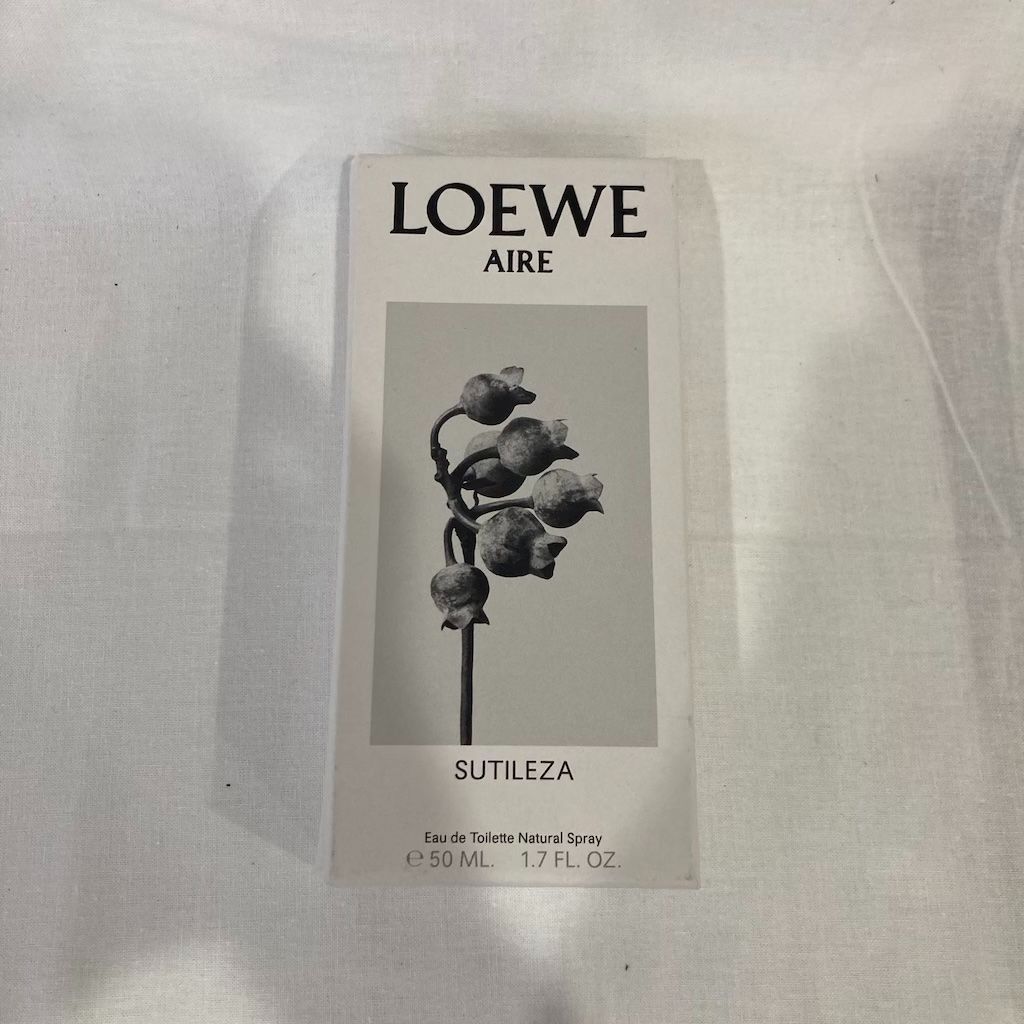 LOEWE
AIRE
SUTILEZA
Eau de Toilette Natural Spray
℮ 50 ML. 1.7 FL. OZ.